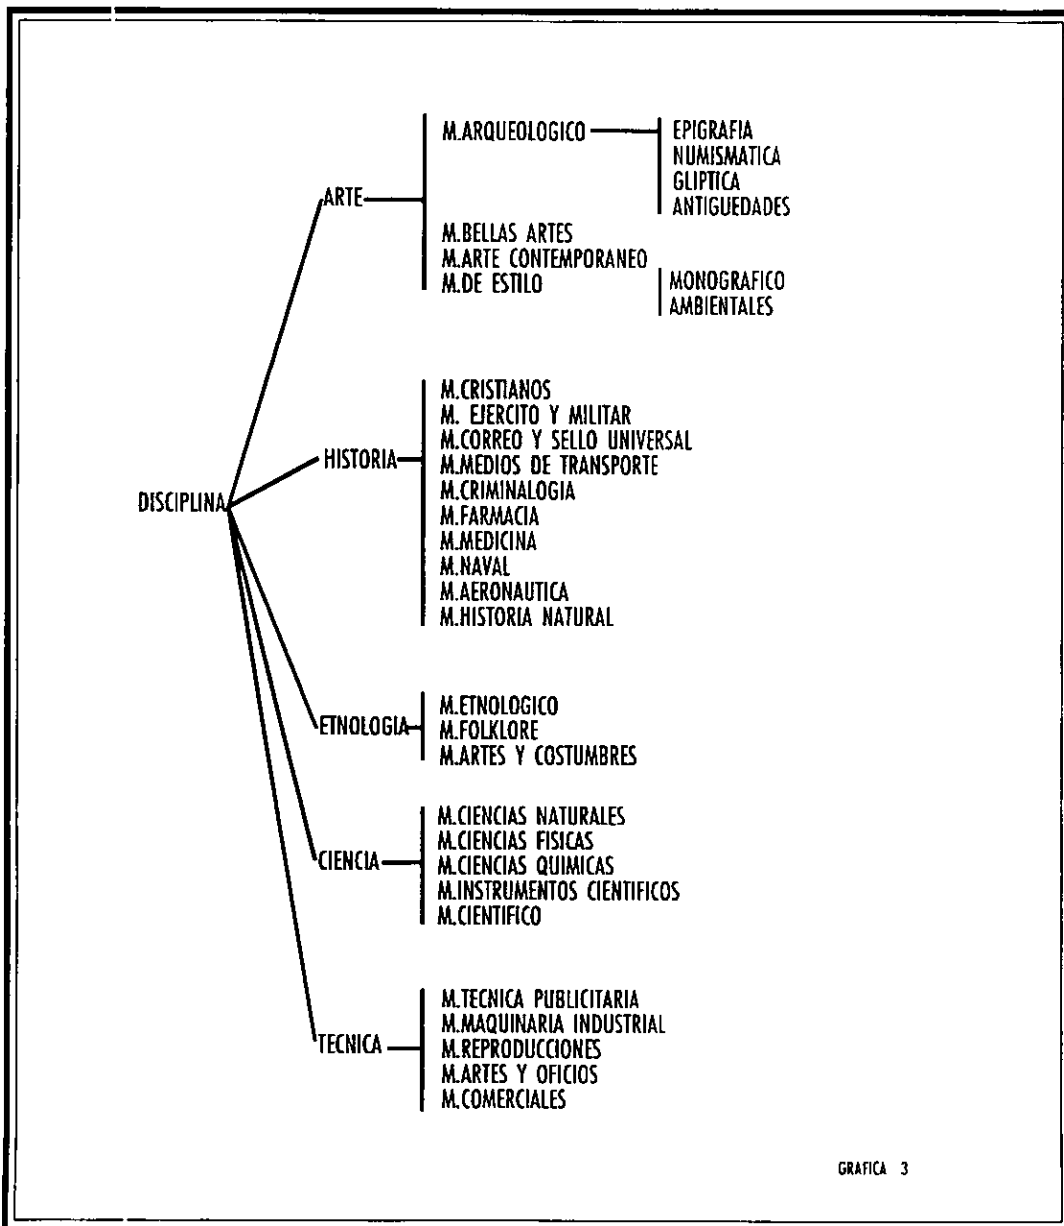 DISCIPLINA
ARTE
M.ARQUEOLOGICO
EPIGRAFIA
NUMISMATICA
GLIPTICA
ANTIGUEDADES
M.BELLAS ARTES
M.ARTE CONTEMPORANEO
M.DE ESTILO
MONOGRAFICO
AMBIENTALES
HISTORIA
M.CRISTIANOS
M. EJERCITO Y MILITAR
M.CORREO Y SELLO UNIVERSAL
M.MEDIOS DE TRANSPORTE
M.CRIMINALOGIA
M.FARMACIA
M.MEDICINA
M.NAVAL
M.AERONAUTICA
M.HISTORIA NATURAL
ETNOLOGIA
M.ETNOLOGICO
M.FOLKLORE
M.ARTES Y COSTUMBRES
CIENCIA
M.CIENCIAS NATURALES
M.CIENCIAS FISICAS
M.CIENCIAS QUIMICAS
M.INSTRUMENTOS CIENTIFICOS
M.CIENTIFICO
TECNICA
M.TECNICA PUBLICITARIA
M.MAQUINARIA INDUSTRIAL
M.REPRODUCCIONES
M.ARTES Y OFICIOS
M.COMERCIALES
GRAFICA 3